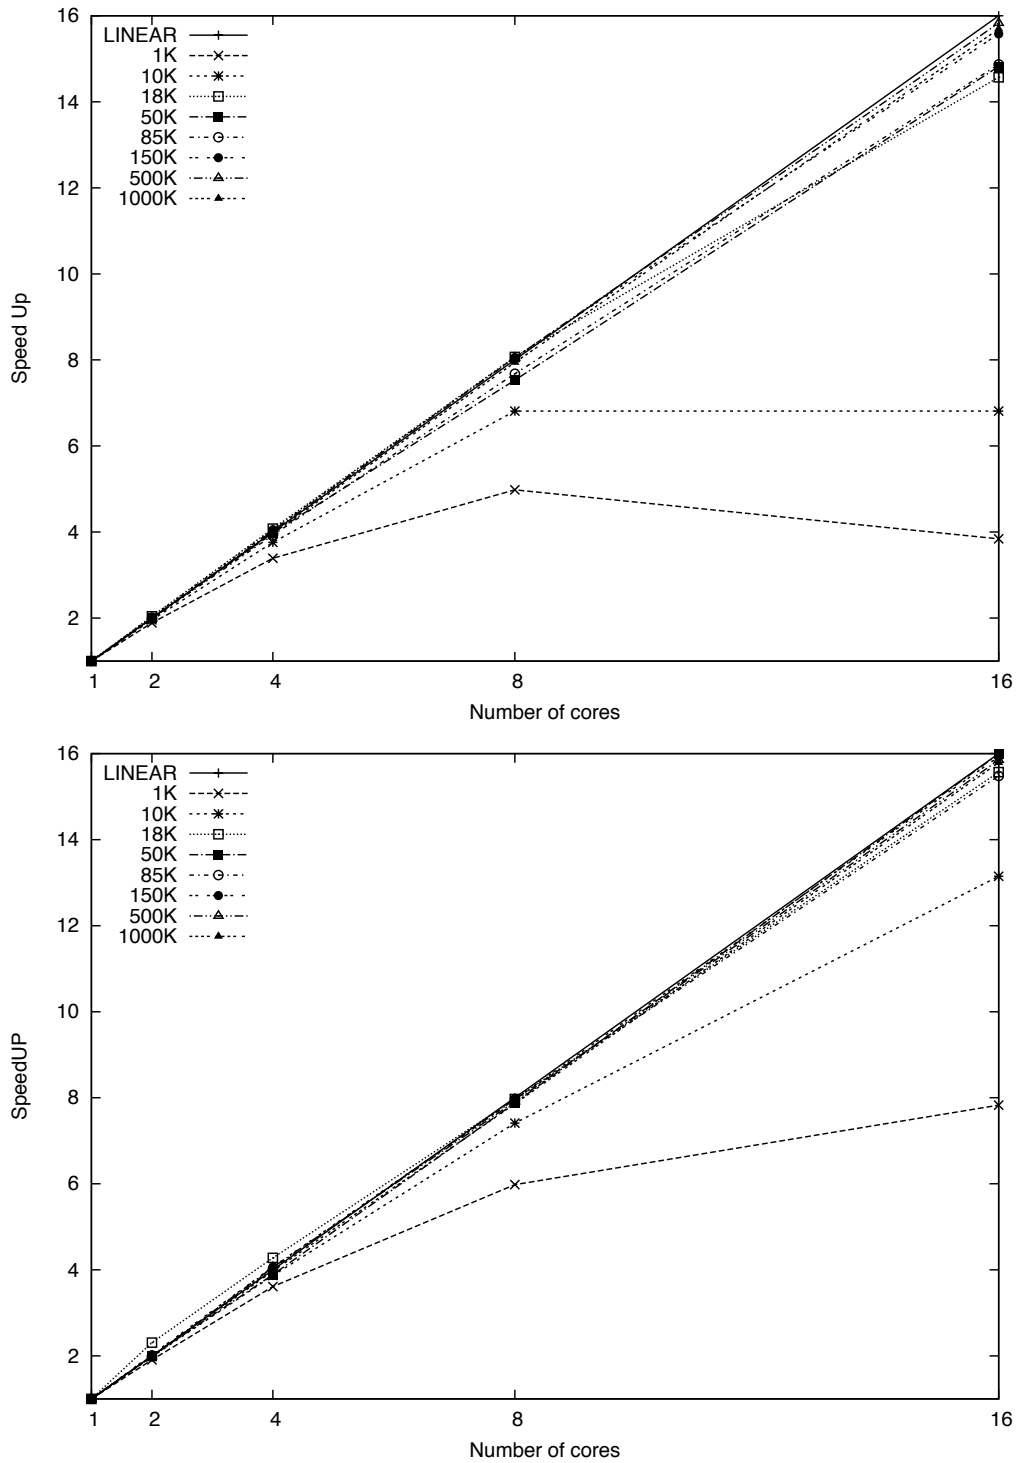 16
14
12
10
8
6
4
2
Speed Up
LINEAR
1K
10K
18K
50K
85K
150K
500K
1000K
1 2 4 8 16
Number of cores
16
14
12
10
8
6
4
2
SpeedUP
LINEAR
1K
10K
18K
50K
85K
150K
500K
1000K
1 2 4 8 16
Number of cores